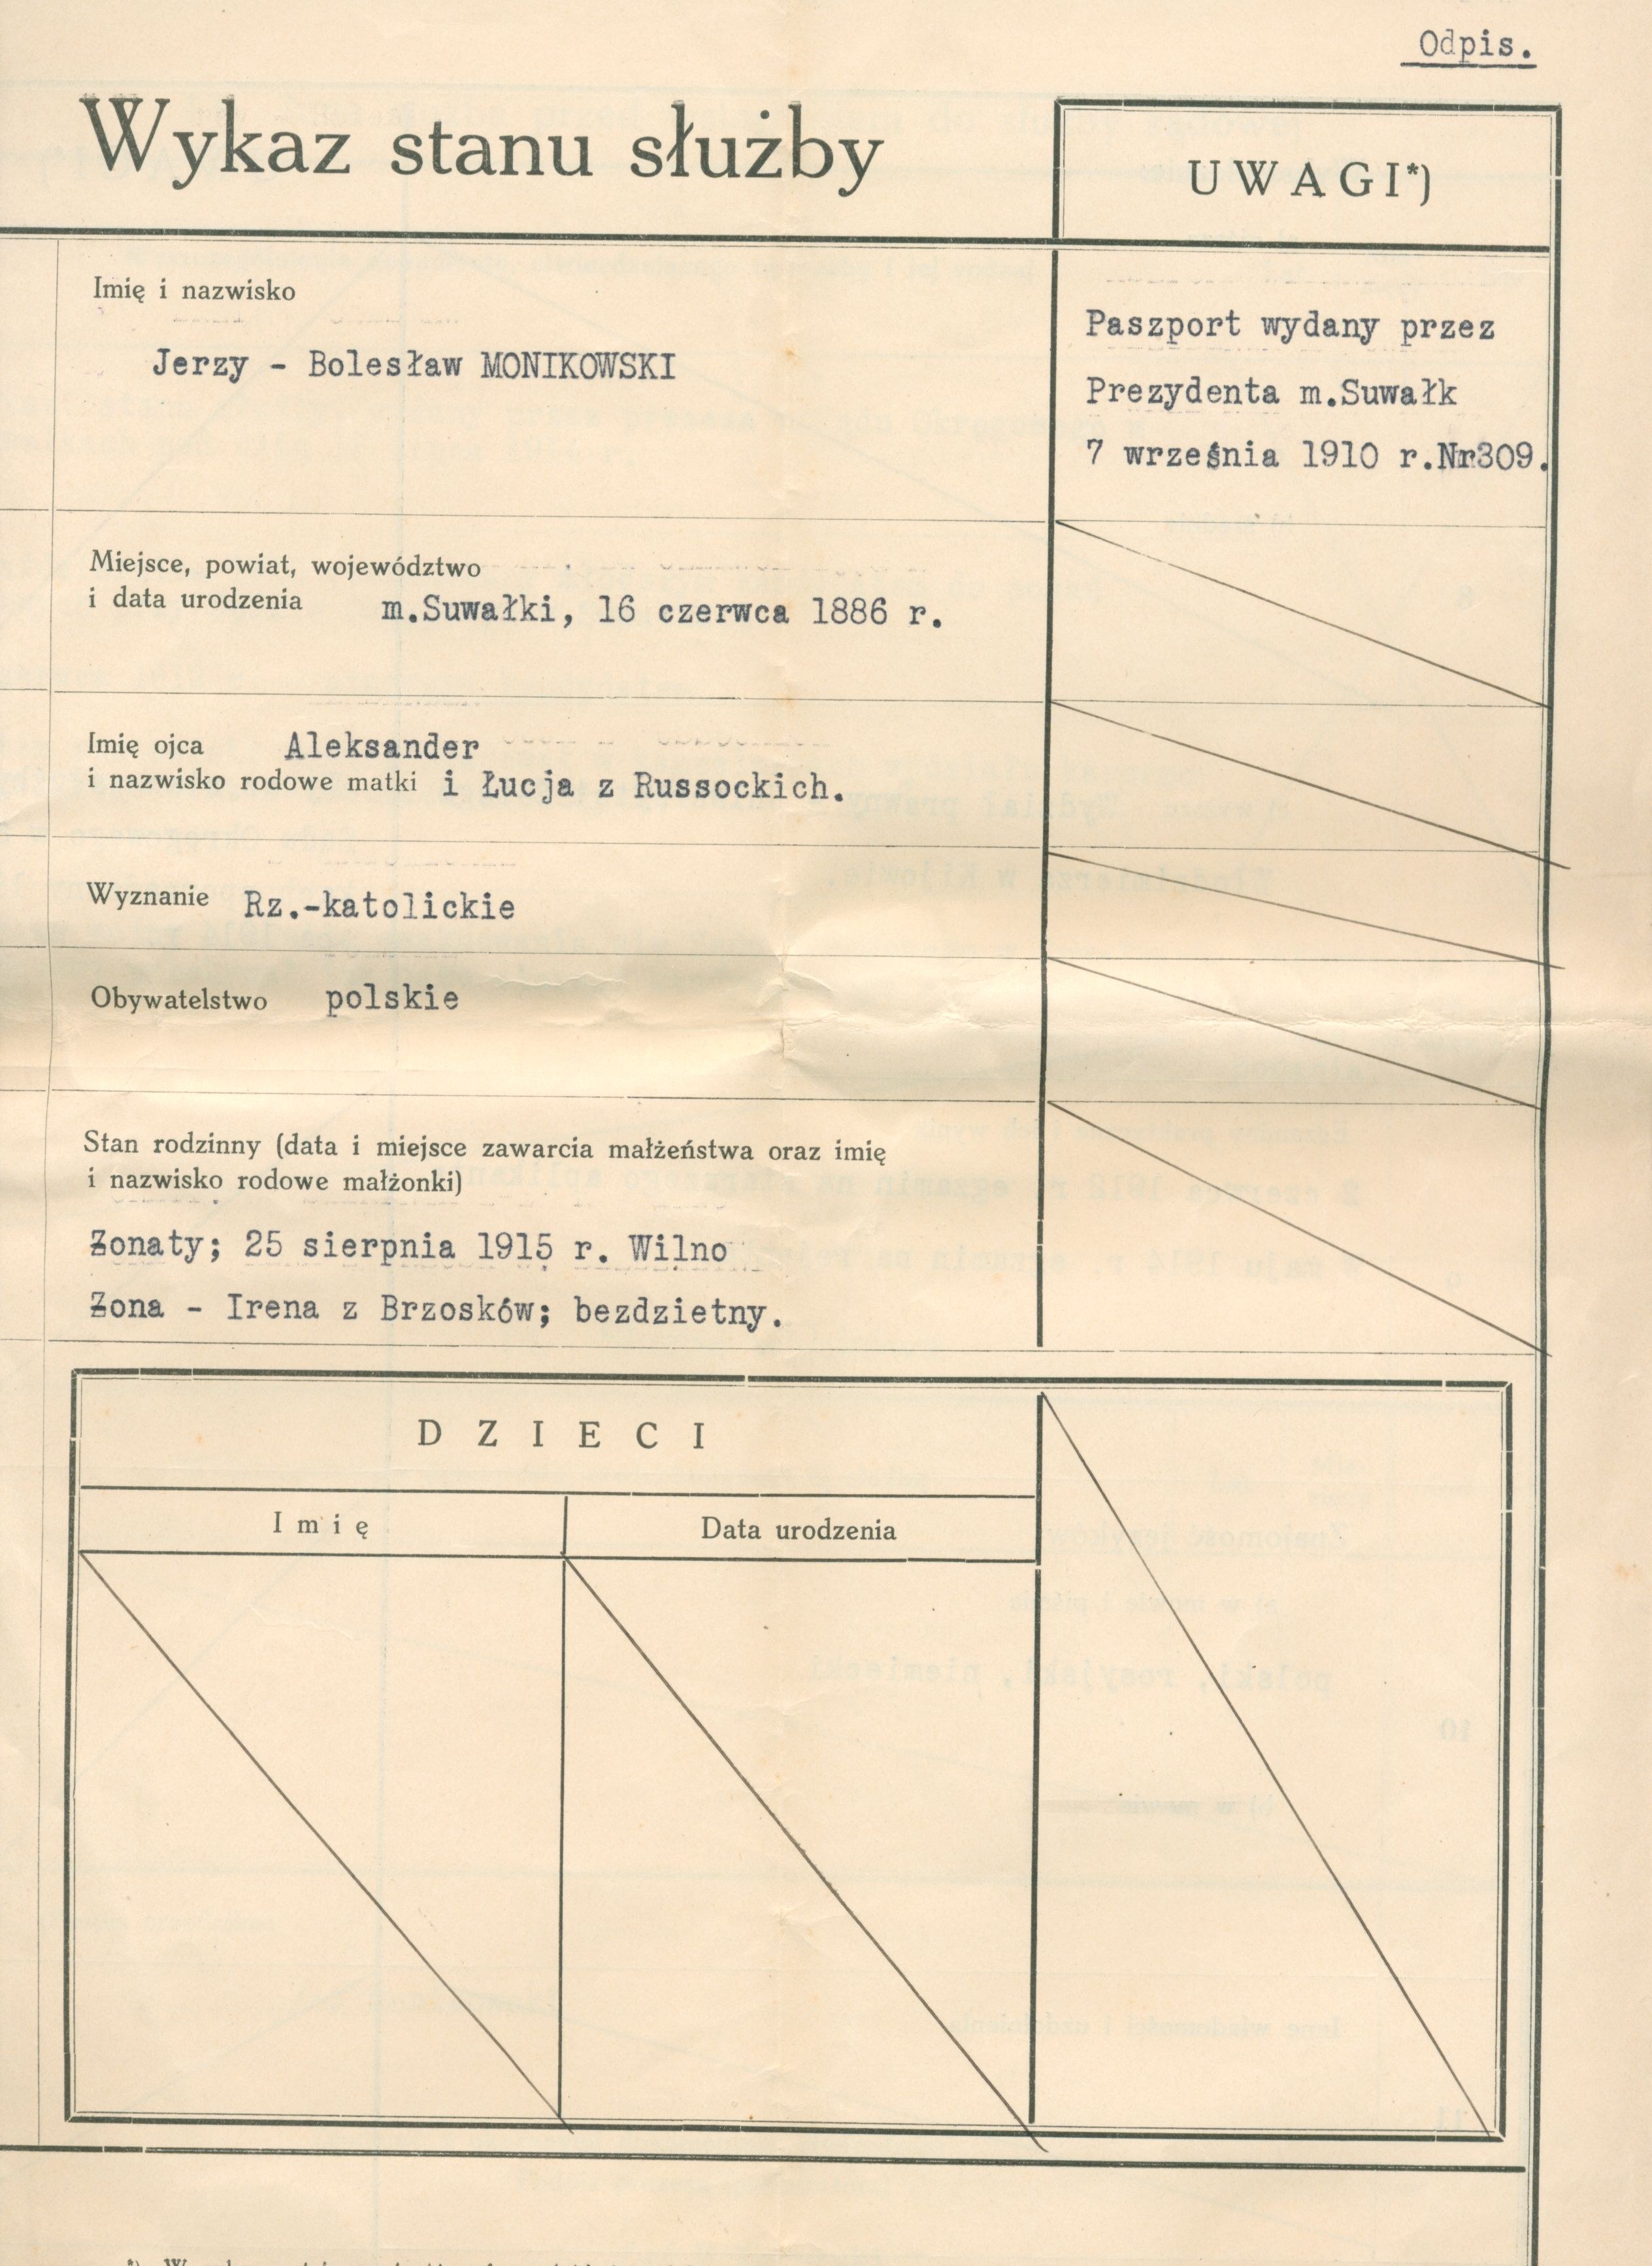 Odpis.
Wykaz stanu służby
UWAGI*)
Imię i nazwisko
Jerzy - Bolesław MONIKOWSKI
Paszport wydany przez
Prezydenta m.Suwałk
7 września 1910 r.Nr309.
Miejsce, powiat, województwo
i data urodzenia m.Suwałki, 16 czerwca 1886 r.
Imię ojca Aleksander
i nazwisko rodowe matki i Łucja z Russockich.
Wyznanie Rz.-katolickie
Obywatelstwo polskie
Stan rodzinny (data i miejsce zawarcia małżeństwa oraz imię
i nazwisko rodowe małżonki)
Żonaty; 25 sierpnia 1915 r. Wilno
Żona - Irena z Brzosków; bezdzietny.
DZIECI
Imię
Data urodzenia